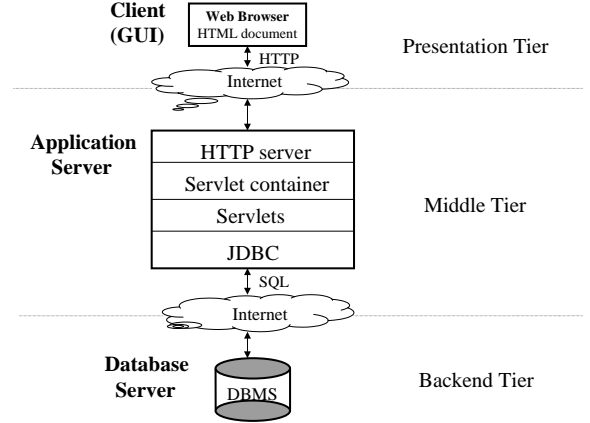 Client
(GUI)
Web Browser
HTML document
Presentation Tier
HTTP
Internet
Application
Server
HTTP server
Servlet container
Servlets
JDBC
Middle Tier
SQL
Internet
Database
Server
DBMS
Backend Tier